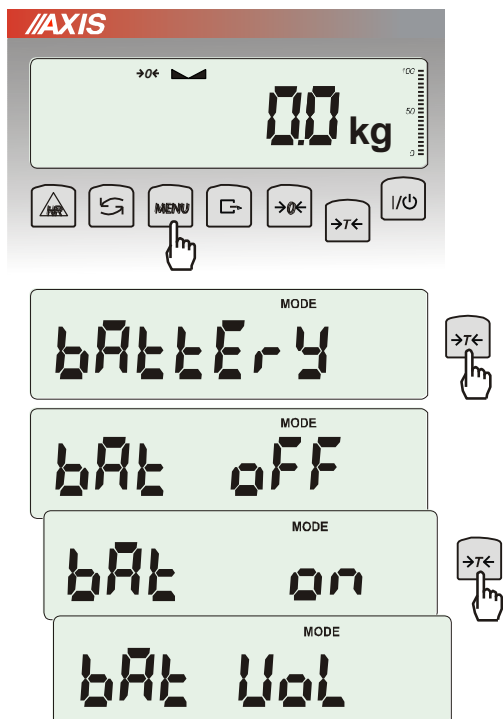 AXIS
→0←
100
50
0
0.0 kg
HR
MENU
→0←
→T←
I/⏻
MODE
bAttErY
→T←
MODE
bAt oFF
MODE
bAt on
→T←
MODE
bAt UoL